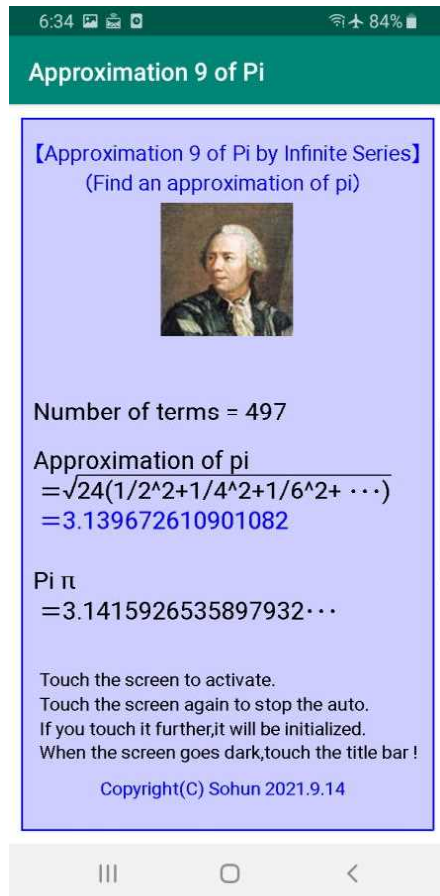 6:34 84%
Approximation 9 of Pi
【Approximation 9 of Pi by Infinite Series】
(Find an approximation of pi)
Number of terms = 497
Approximation of pi
=√24(1/2^2+1/4^2+1/6^2+ ···)
=3.139672610901082
Pi π
=3.1415926535897932···
Touch the screen to activate.
Touch the screen again to stop the auto.
If you touch it further,it will be initialized.
When the screen goes dark,touch the title bar !
Copyright(C) Sohun 2021.9.14